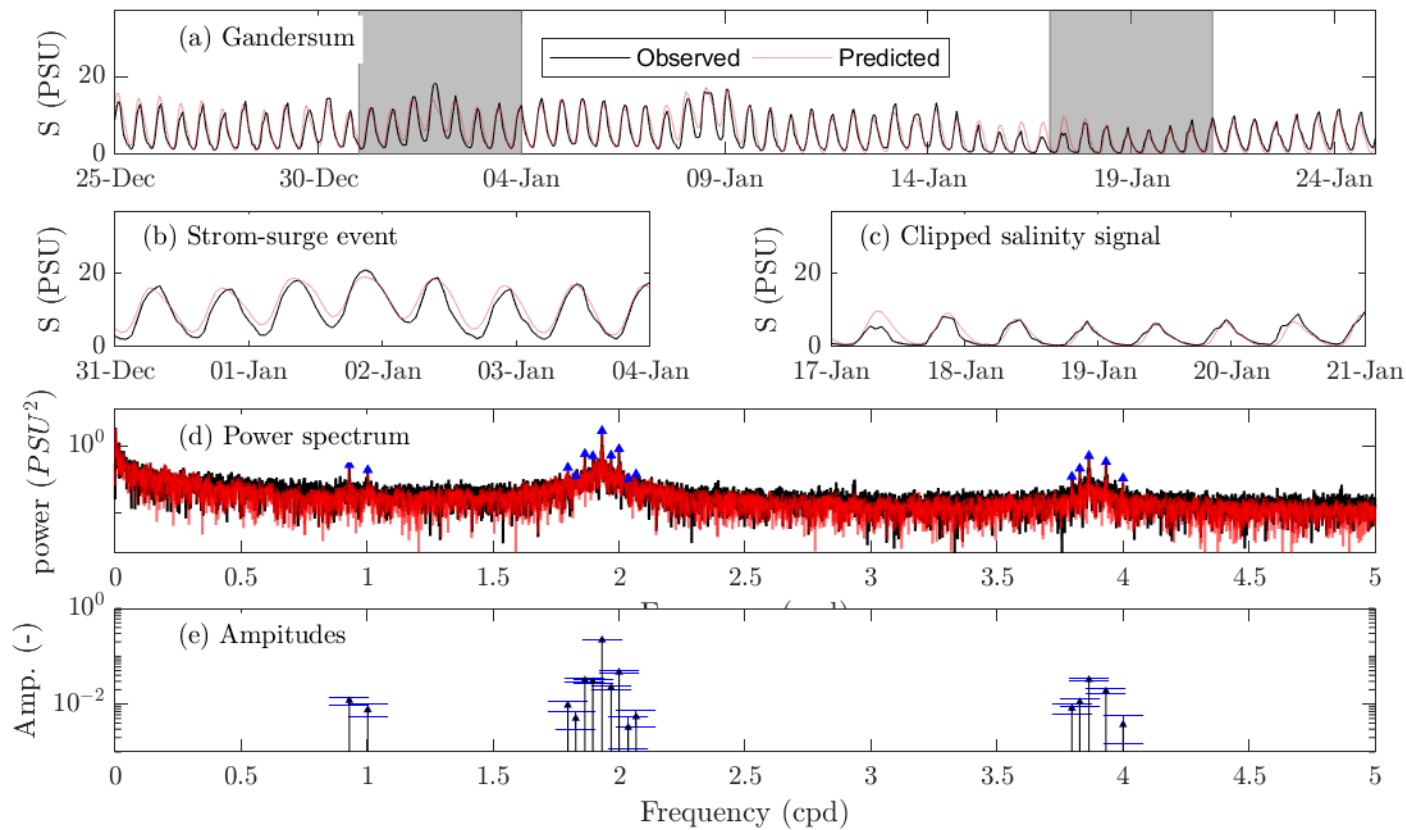 (a) Gandersum
Observed
Predicted
S (PSU)
20
0
25-Dec 30-Dec 04-Jan 09-Jan 14-Jan 19-Jan 24-Jan
(b) Strom-surge event
S (PSU)
20
0
31-Dec 01-Jan 02-Jan 03-Jan 04-Jan
(c) Clipped salinity signal
S (PSU)
20
0
17-Jan 18-Jan 19-Jan 20-Jan 21-Jan
(d) Power spectrum
power (PSU²)
10⁰
0 0.5 1 1.5 2 2.5 3 3.5 4 4.5 5
(e) Ampitudes
Amp. (-)
10⁰
10⁻²
0 0.5 1 1.5 2 2.5 3 3.5 4 4.5 5
Frequency (cpd)